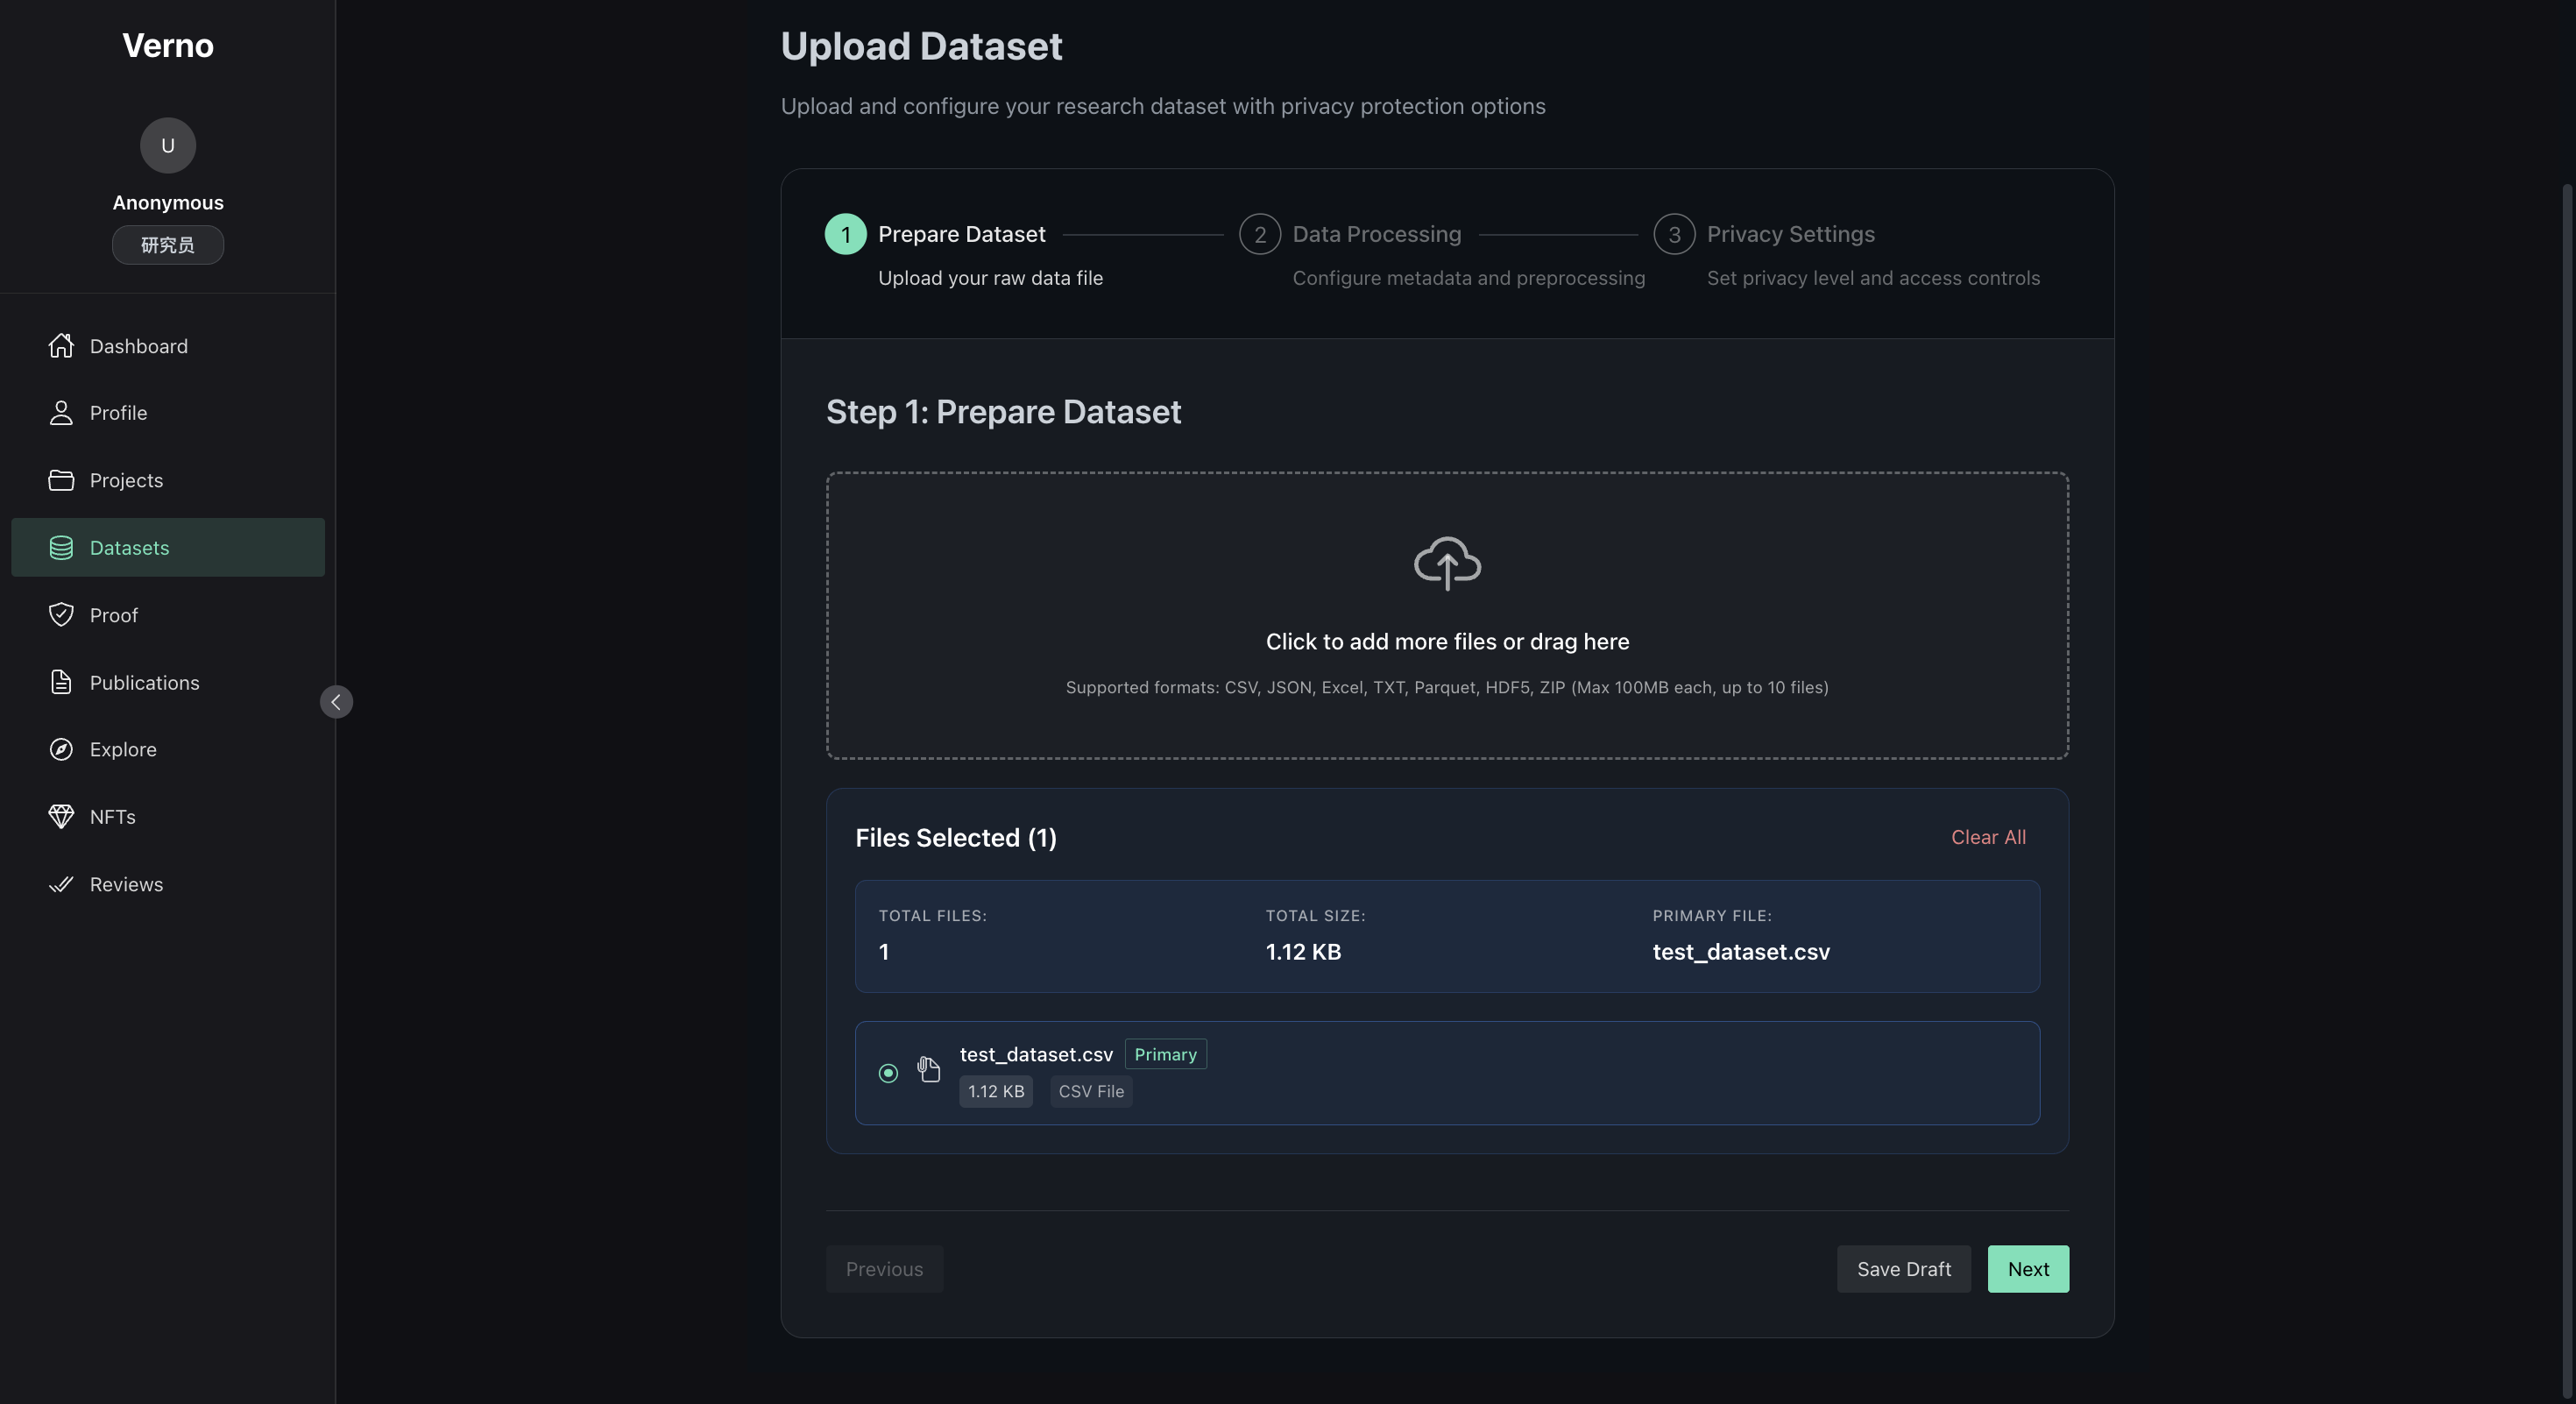 Verno
U
Anonymous
研究员
Dashboard
Profile
Projects
Datasets
Proof
Publications
Explore
NFTs
Reviews
Upload Dataset
Upload and configure your research dataset with privacy protection options
1 Prepare Dataset
Upload your raw data file
2 Data Processing
Configure metadata and preprocessing
3 Privacy Settings
Set privacy level and access controls
Step 1: Prepare Dataset
Click to add more files or drag here
Supported formats: CSV, JSON, Excel, TXT, Parquet, HDF5, ZIP (Max 100MB each, up to 10 files)
Files Selected (1)
Clear All
TOTAL FILES:
1
TOTAL SIZE:
1.12 KB
PRIMARY FILE:
test_dataset.csv
test_dataset.csv Primary
1.12 KB CSV File
Previous
Save Draft
Next